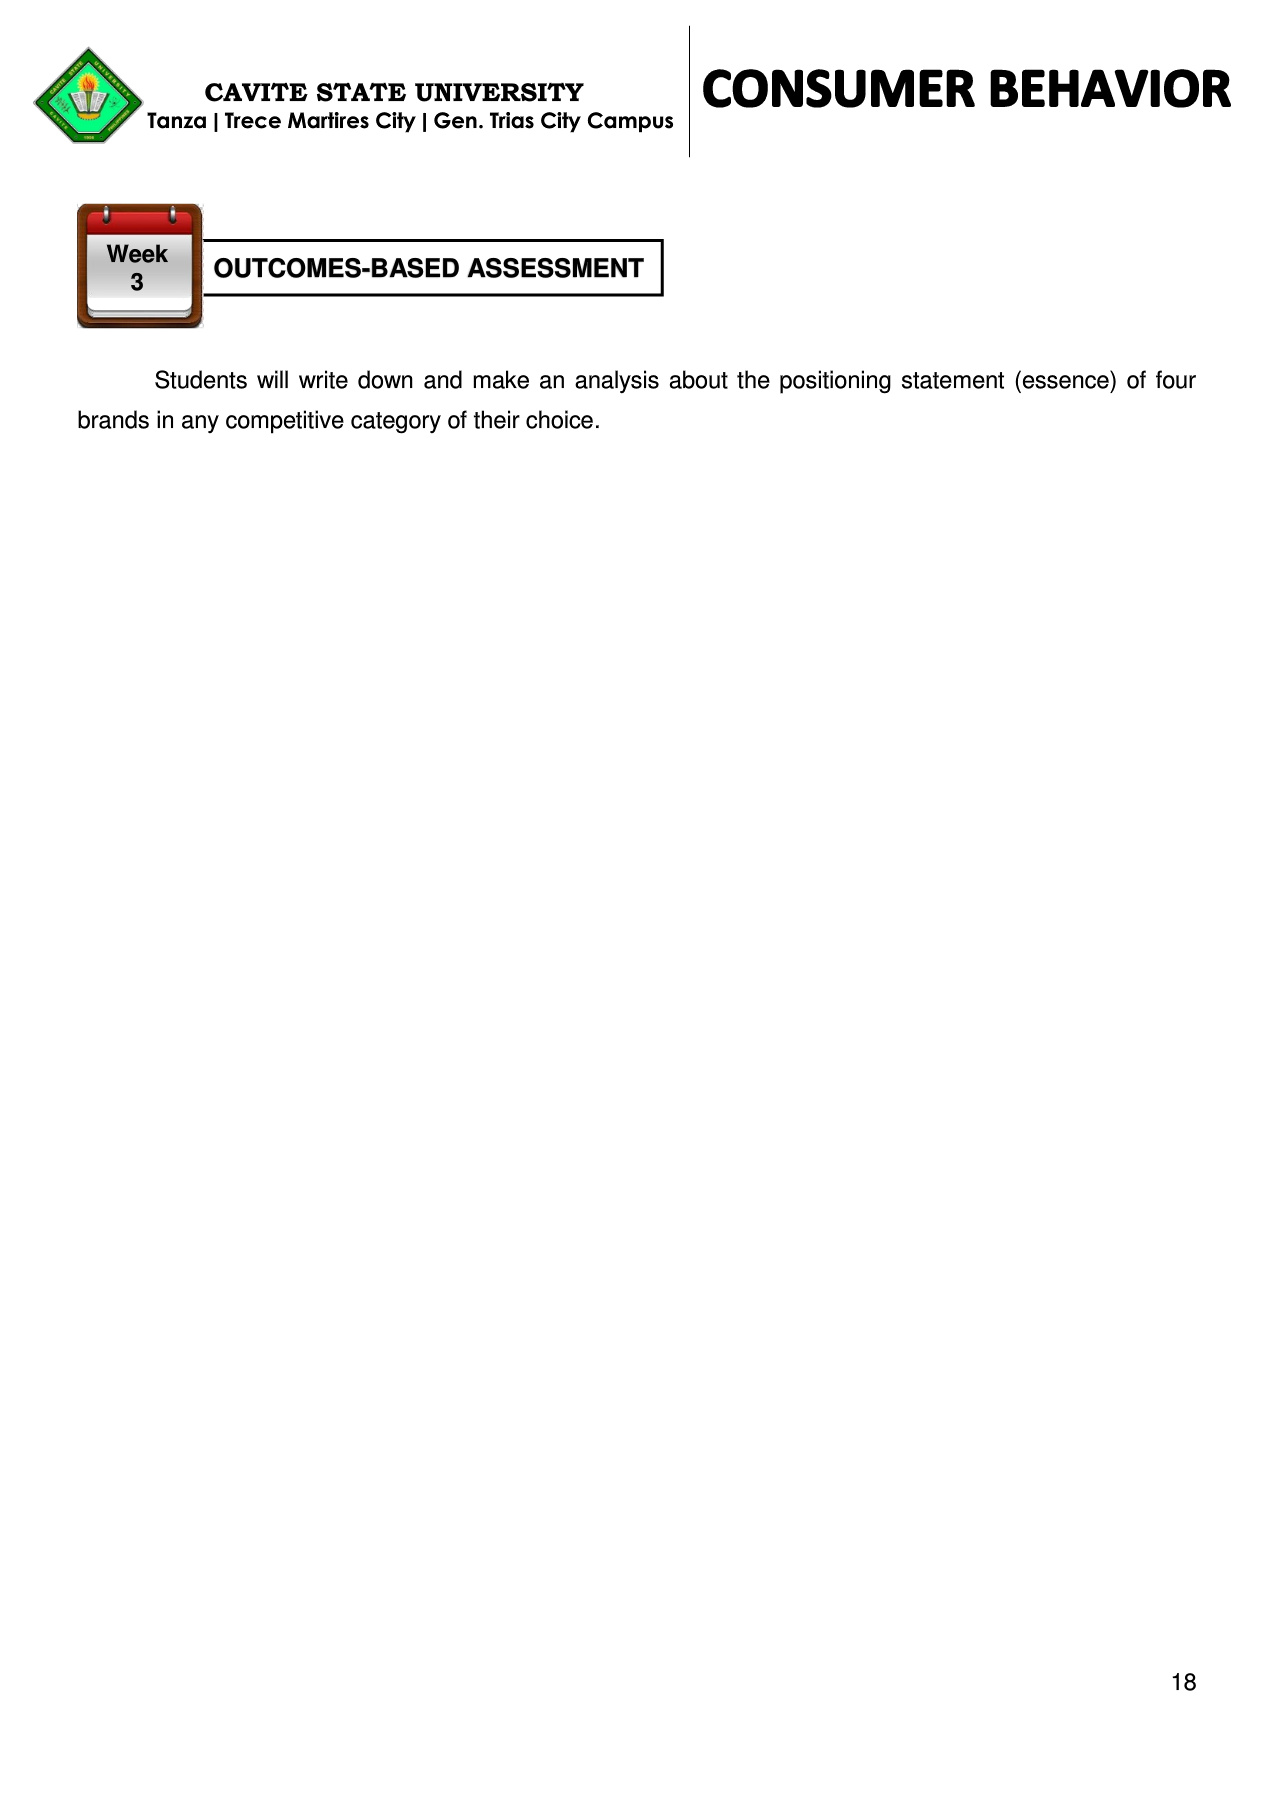 CAVITE STATE UNIVERSITY
Tanza | Trece Martires City | Gen. Trias City Campus
CONSUMER BEHAVIOR
Week
3
OUTCOMES-BASED ASSESSMENT
Students will write down and make an analysis about the positioning statement (essence) of four
brands in any competitive category of their choice.
18